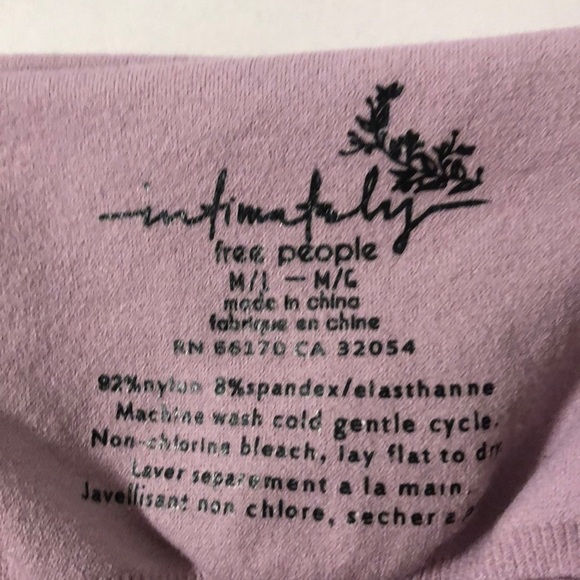 intimately
free people
M/L — M/G
made in china
fabrique en chine
RN 66170 CA 32054
92%nylon 8%spandex/elasthanne
Machine wash cold gentle cycle.
Non-chlorine bleach, lay flat to dry
Laver separement a la main.
Javellisant non chlore, secher a